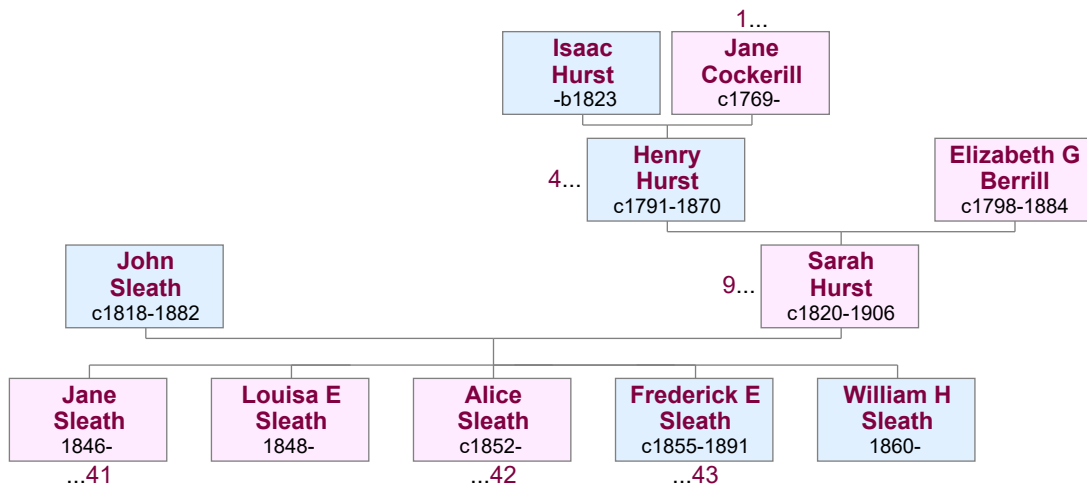 1...
Isaac
Hurst
-b1823
Jane
Cockerill
c1769-
4...
Henry
Hurst
c1791-1870
Elizabeth G
Berrill
c1798-1884
John
Sleath
c1818-1882
9...
Sarah
Hurst
c1820-1906
Jane
Sleath
1846-
...41
Louisa E
Sleath
1848-
Alice
Sleath
c1852-
...42
Frederick E
Sleath
c1855-1891
...43
William H
Sleath
1860-